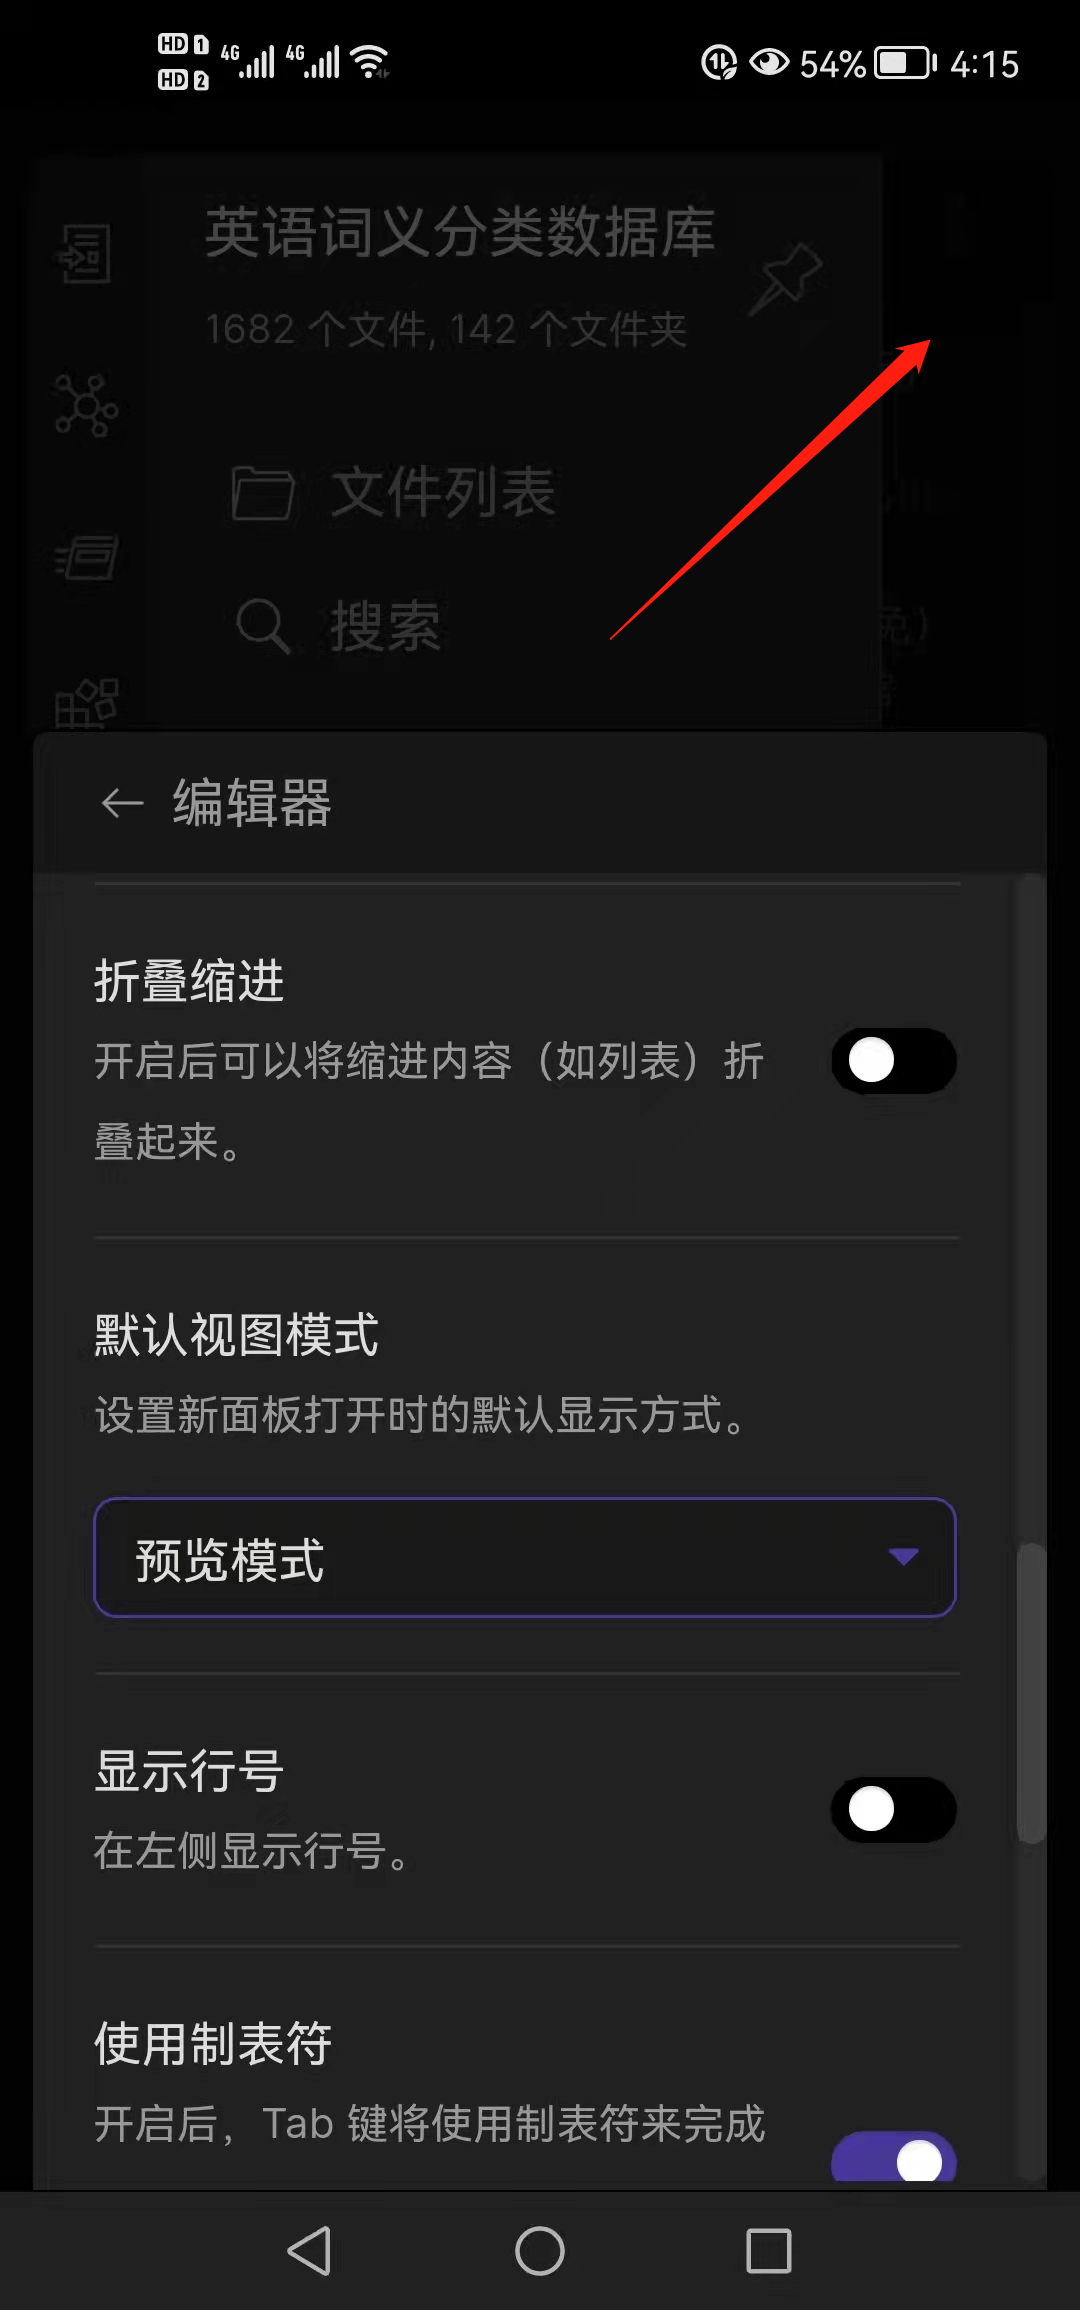 HD 1 4G 4G 54% 4:15
HD 2
英语词义分类数据库
1682 个文件, 142 个文件夹
文件列表
搜索
免)
编辑器
折叠缩进
开启后可以将缩进内容（如列表）折
叠起来。
默认视图模式
设置新面板打开时的默认显示方式。
预览模式
显示行号
在左侧显示行号。
使用制表符
开启后，Tab 键将使用制表符来完成